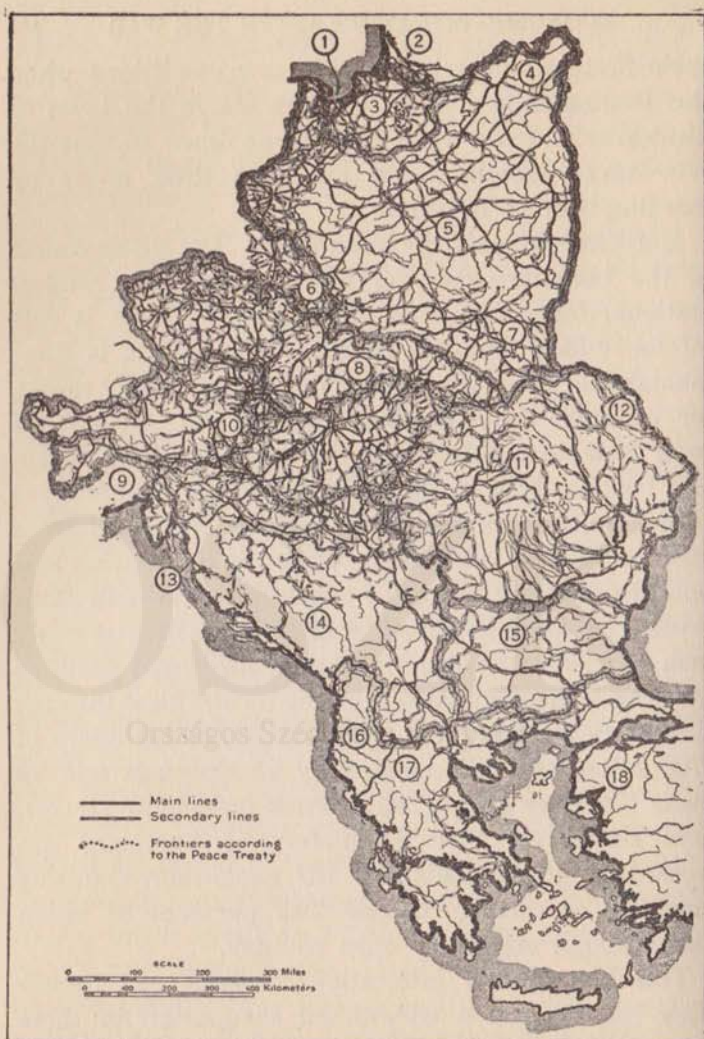 1
2
3
4
5
6
7
8
9
10
11
12
13
14
15
16
17
18
OS
Országos Szé
Main lines
Secondary lines
Frontiers according
to the Peace Treaty
SCALE
0 100 200 300 Miles
0 100 200 300 400 Kilometers